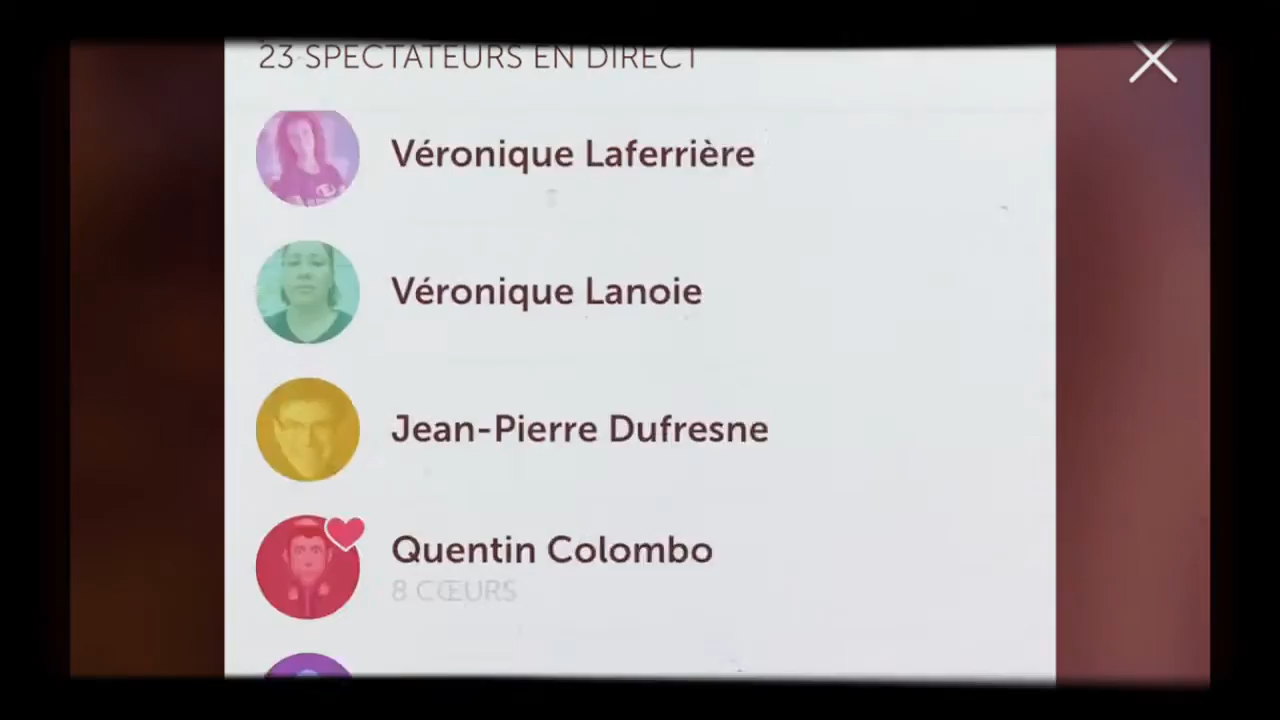 23 SPECTATEURS EN DIRECT
Véronique Laferrière
Véronique Lanoie
Jean-Pierre Dufresne
Quentin Colombo
8 CŒURS